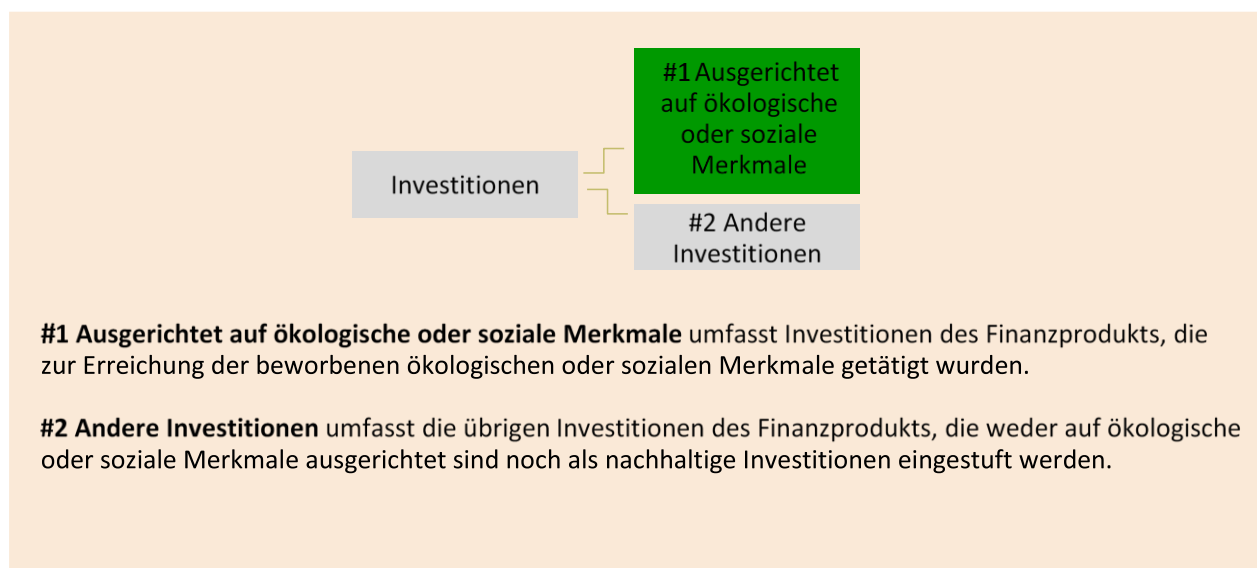 #1 Ausgerichtet
auf ökologische
oder soziale
Merkmale
Investitionen
#2 Andere
Investitionen
#1 Ausgerichtet auf ökologische oder soziale Merkmale umfasst Investitionen des Finanzprodukts, die
zur Erreichung der beworbenen ökologischen oder sozialen Merkmale getätigt wurden.
#2 Andere Investitionen umfasst die übrigen Investitionen des Finanzprodukts, die weder auf ökologische
oder soziale Merkmale ausgerichtet sind noch als nachhaltige Investitionen eingestuft werden.